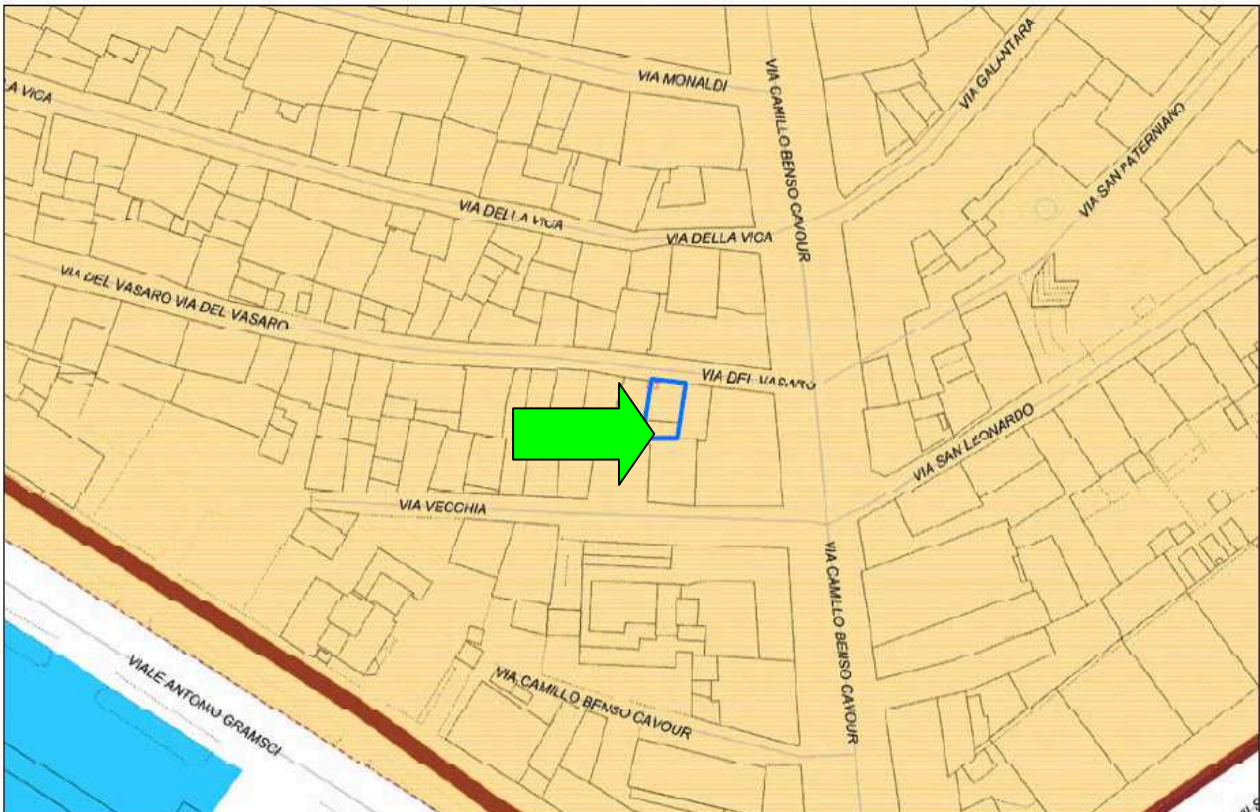 VIA MONALDI
VIA CAMILLO BENSO CAVOUR
VIA GALANTARA
A VICA
VIA SAN PATERNIANO
VIA DELLA VICA
VIA DELLA VICA
VIA DEL VASARO VIA DEL VASARO
VIA DEL VASARO
VIA SAN LEONARDO
VIA VECCHIA
VIA CAMILLO BENSO CAVOUR
VIALE ANTONIO GRAMSCI
VIA CAMILLO BENSO CAVOUR